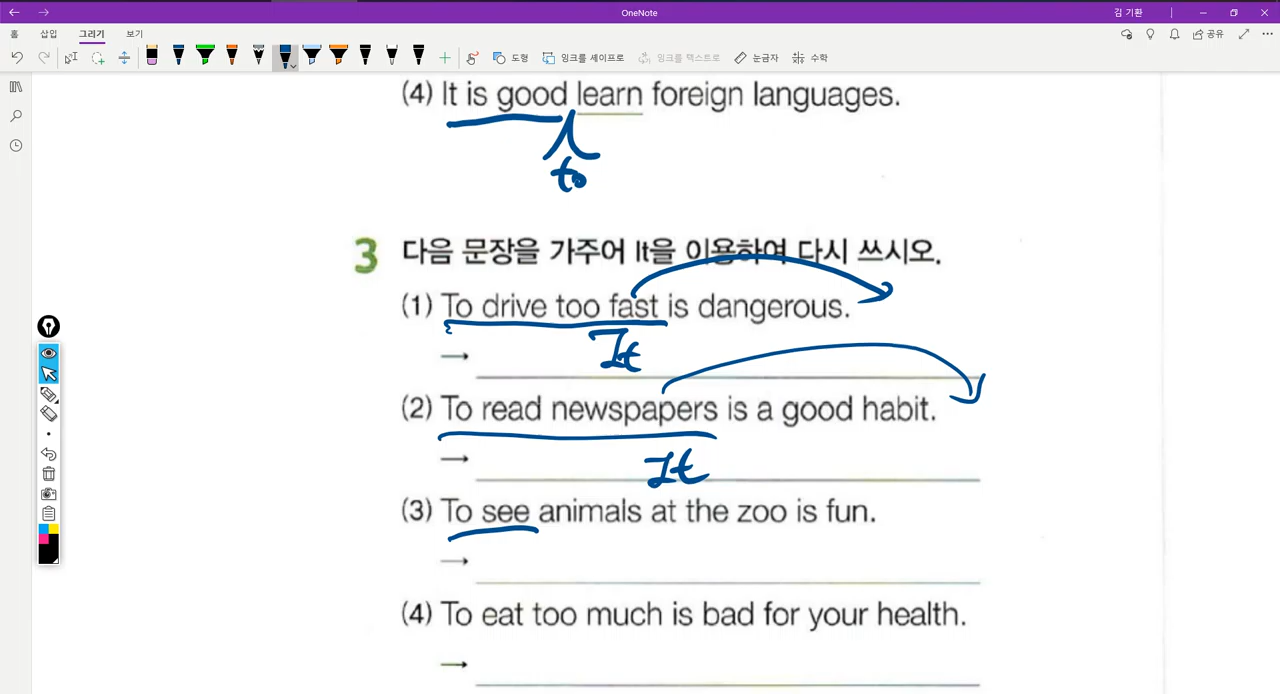 OneNote
김 기환
홈 삽입 그리기 보기
공유
도형 잉크를 셰이프로 잉크를 텍스트로 눈금자 수학
(4) It is good learn foreign languages.
to
3 다음 문장을 가주어 It을 이용하여 다시 쓰시오.
(1) To drive too fast is dangerous.
→ It
(2) To read newspapers is a good habit.
→ It
(3) To see animals at the zoo is fun.
→
(4) To eat too much is bad for your health.
→